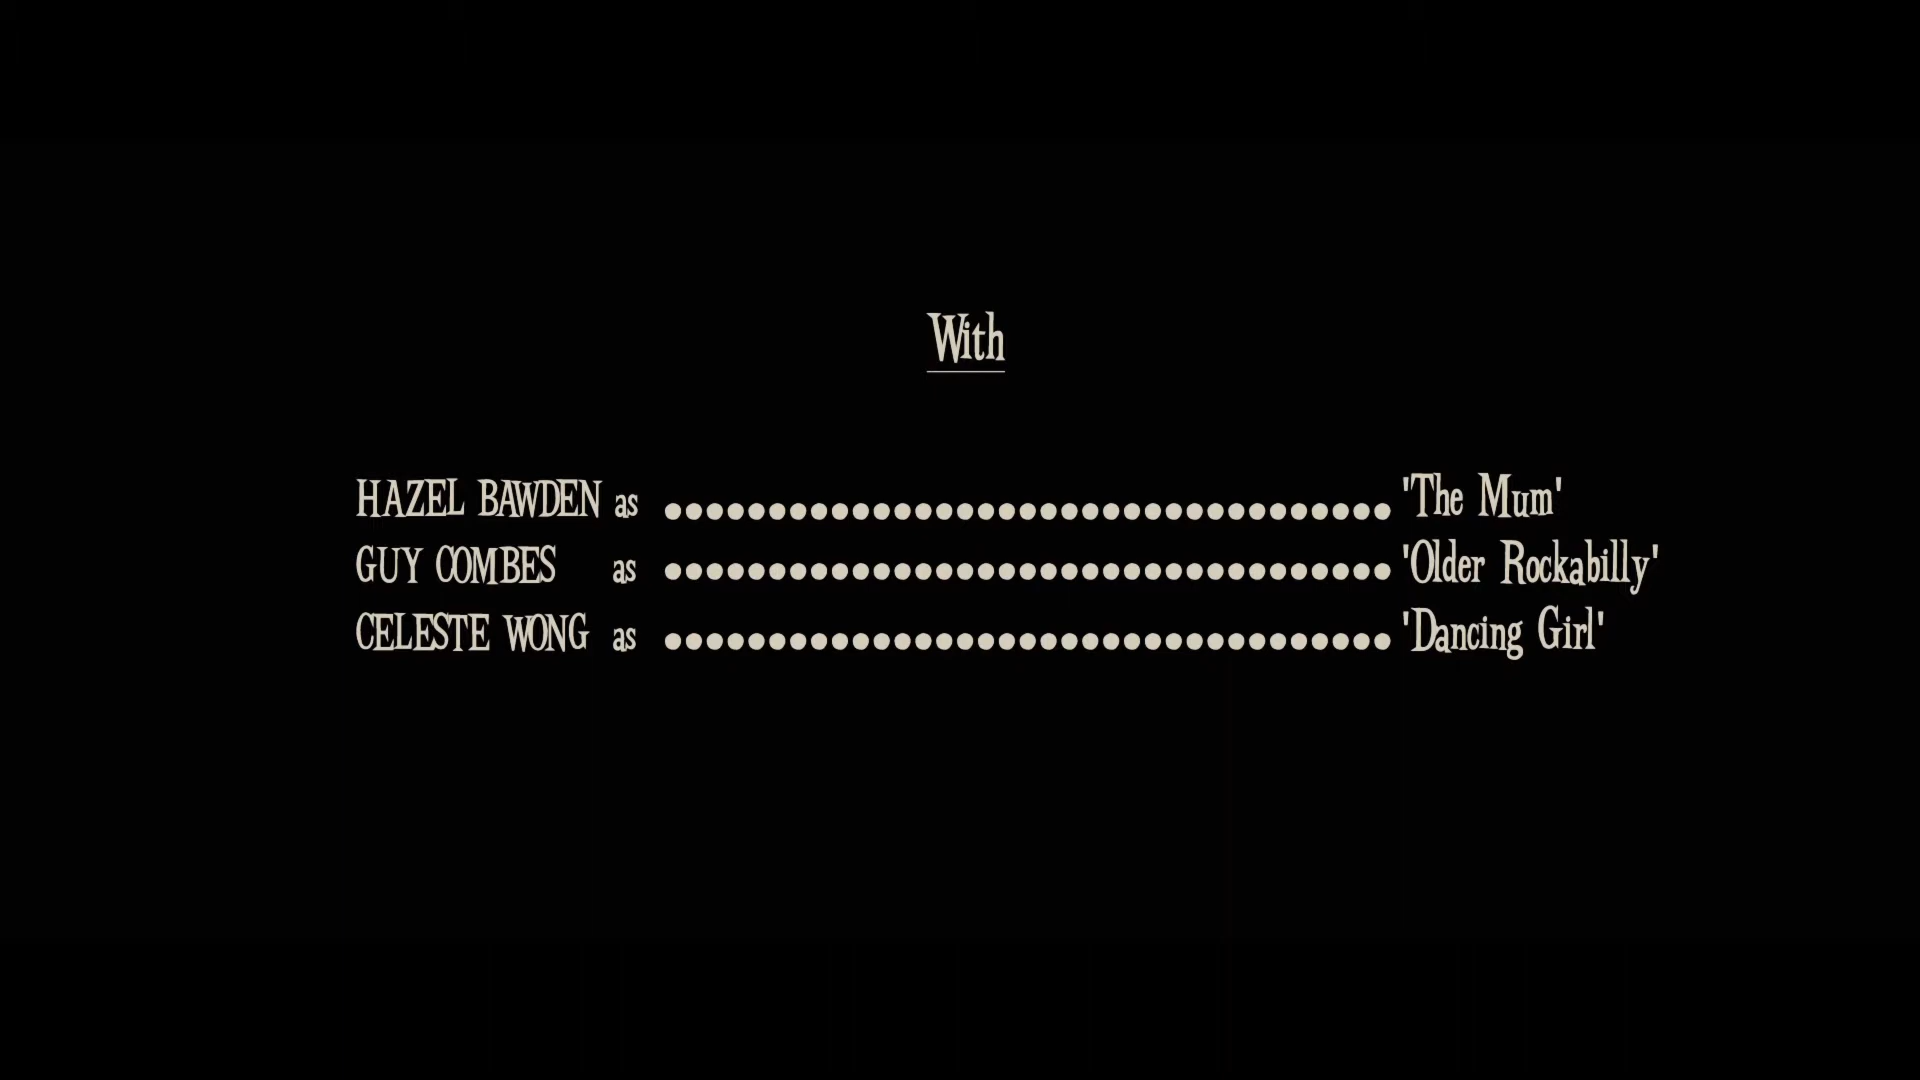 With
HAZEL BAWDEN as ●●●●●●●●●●●●●●●●●●●●●●●●●●●●●●●●●●● 'The Mum'
GUY COMBES as ●●●●●●●●●●●●●●●●●●●●●●●●●●●●●●●●●●● 'Older Rockabilly'
CELESTE WONG as ●●●●●●●●●●●●●●●●●●●●●●●●●●●●●●●●●●● 'Dancing Girl'